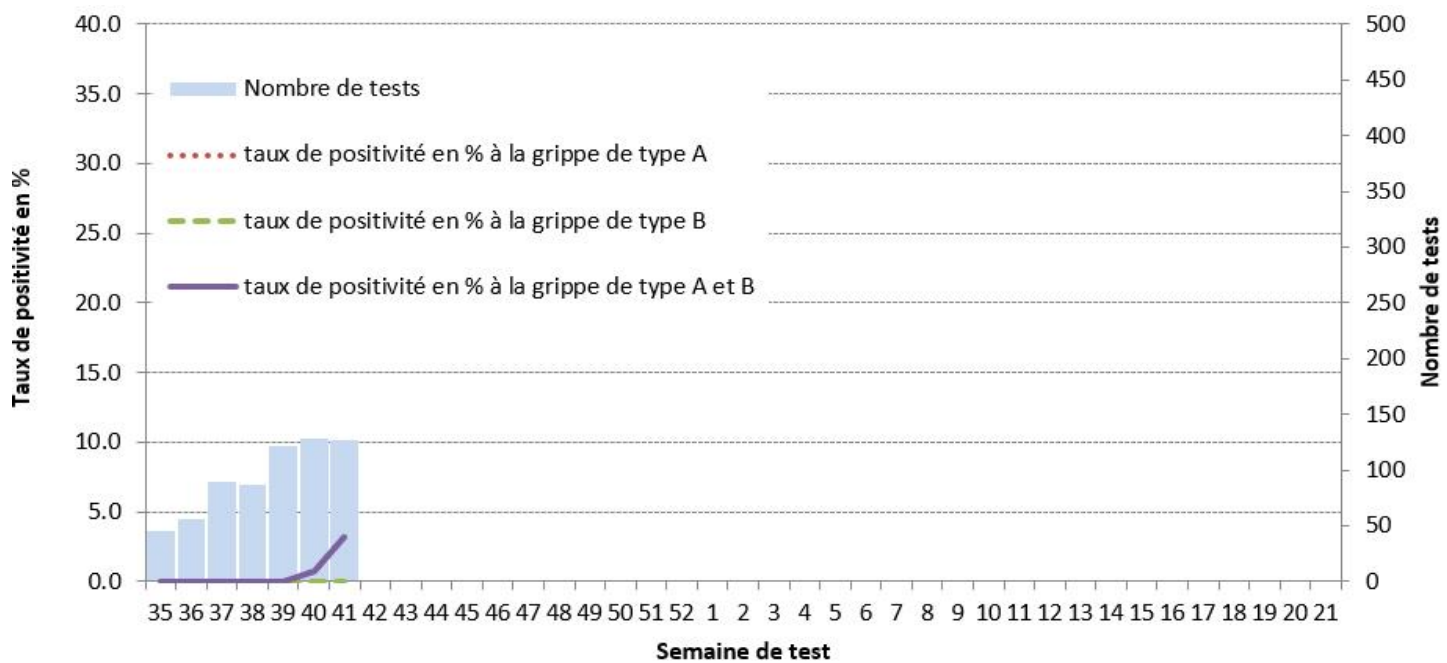 40.0
35.0
30.0
25.0
20.0
15.0
10.0
5.0
0.0
Taux de positivité en %
Nombre de tests
taux de positivité en % à la grippe de type A
taux de positivité en % à la grippe de type B
taux de positivité en % à la grippe de type A et B
500
450
400
350
300
250
200
150
100
50
0
Nombre de tests
35 36 37 38 39 40 41 42 43 44 45 46 47 48 49 50 51 52 1 2 3 4 5 6 7 8 9 10 11 12 13 14 15 16 17 18 19 20 21
Semaine de test